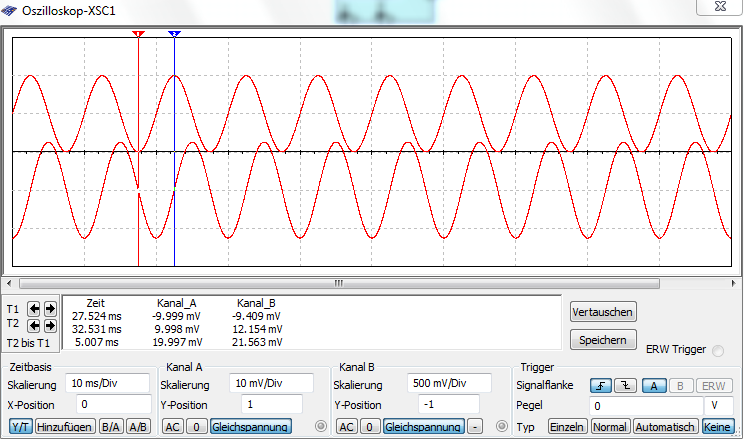 Oszilloskop-XSC1
1 2
T1
T2
T2 bis T1
Zeit Kanal_A Kanal_B
27.524 ms -9.999 mV -9.409 mV
32.531 ms 9.998 mV 12.154 mV
5.007 ms 19.997 mV 21.563 mV
Vertauschen
Speichern
ERW Trigger
Zeitbasis
Skalierung 10 ms/Div
X-Position 0
Y/T Hinzufügen B/A A/B
Kanal A
Skalierung 10 mV/Div
Y-Position 1
AC 0 Gleichspannung
Kanal B
Skalierung 500 mV/Div
Y-Position -1
AC 0 Gleichspannung -
Trigger
Signalflanke A B ERW
Pegel 0 V
Typ Einzeln Normal Automatisch Keine